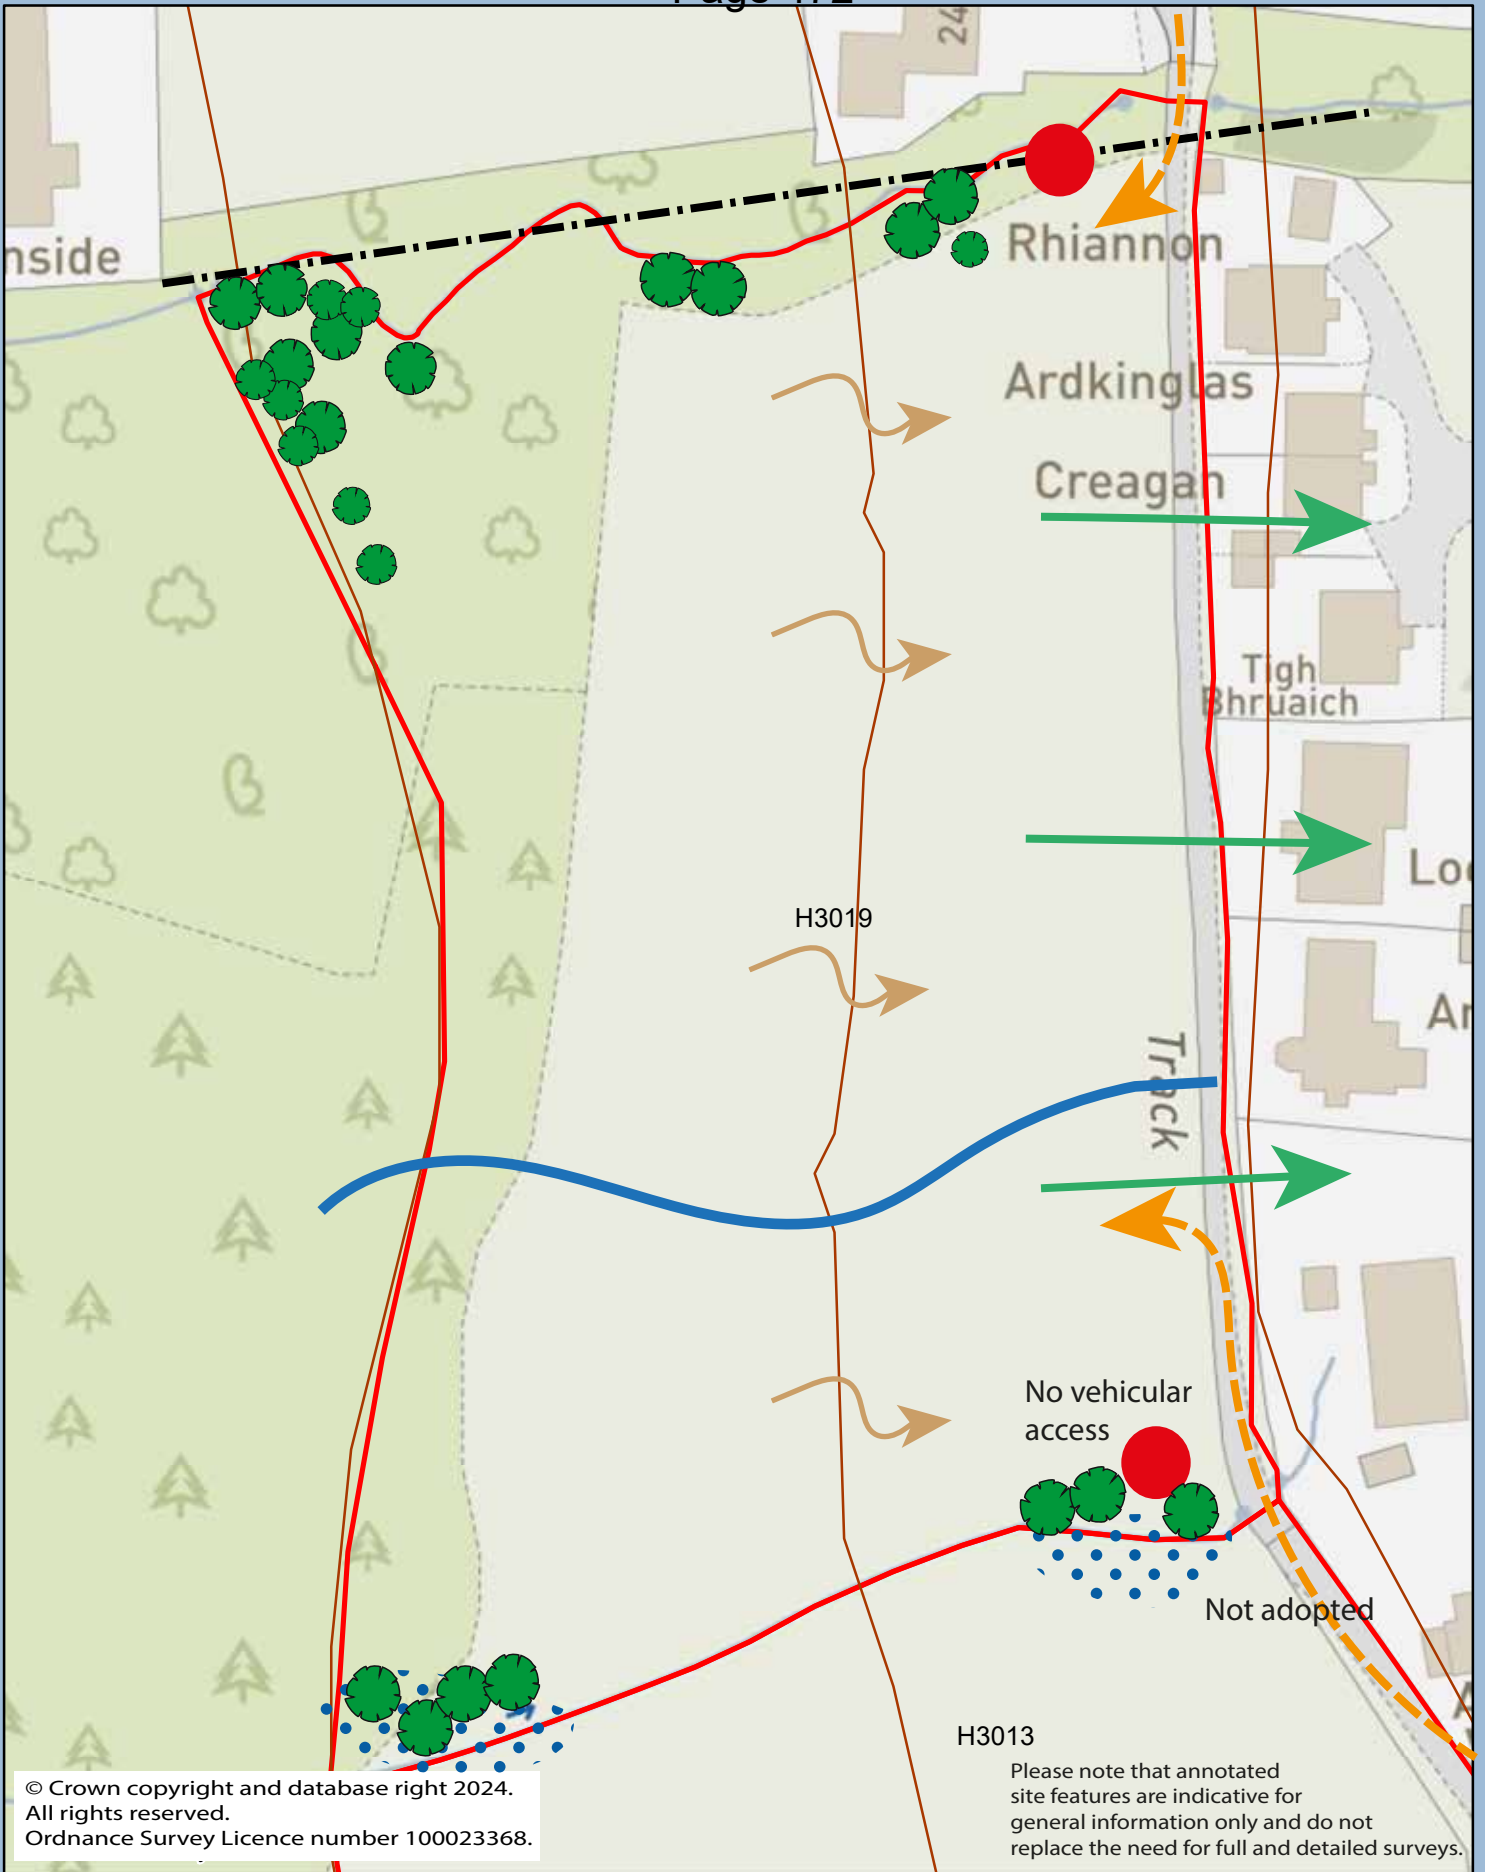 24
nside
Rhiannon
Ardkinglas
Creagan
Tigh
Bhruaich
H3019
Track
No vehicular
access
Not adopted
H3013
Please note that annotated
site features are indicative for
general information only and do not
replace the need for full and detailed surveys.
© Crown copyright and database right 2024.
All rights reserved.
Ordnance Survey Licence number 100023368.